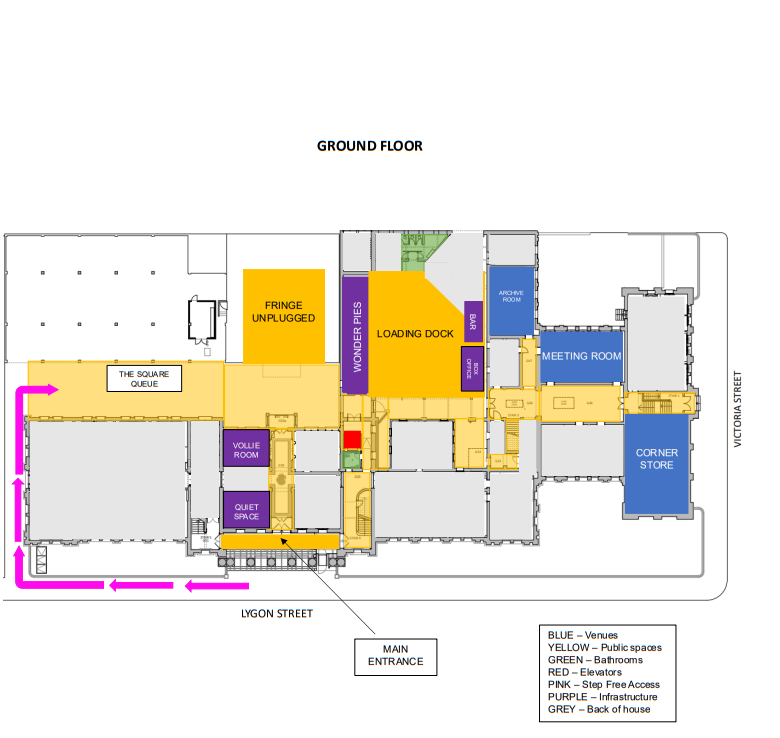 GROUND FLOOR
ARCHIVE
ROOM
FRINGE
UNPLUGGED
WONDER PIES
LOADING DOCK
BAR
BOX
OFFICE
MEETING ROOM
THE SQUARE
QUEUE
VICTORIA STREET
VOLLIE
ROOM
CORNER
STORE
QUIET
SPACE
LYGON STREET
MAIN
ENTRANCE
BLUE – Venues
YELLOW – Public spaces
GREEN – Bathrooms
RED – Elevators
PINK – Step Free Access
PURPLE – Infrastructure
GREY – Back of house